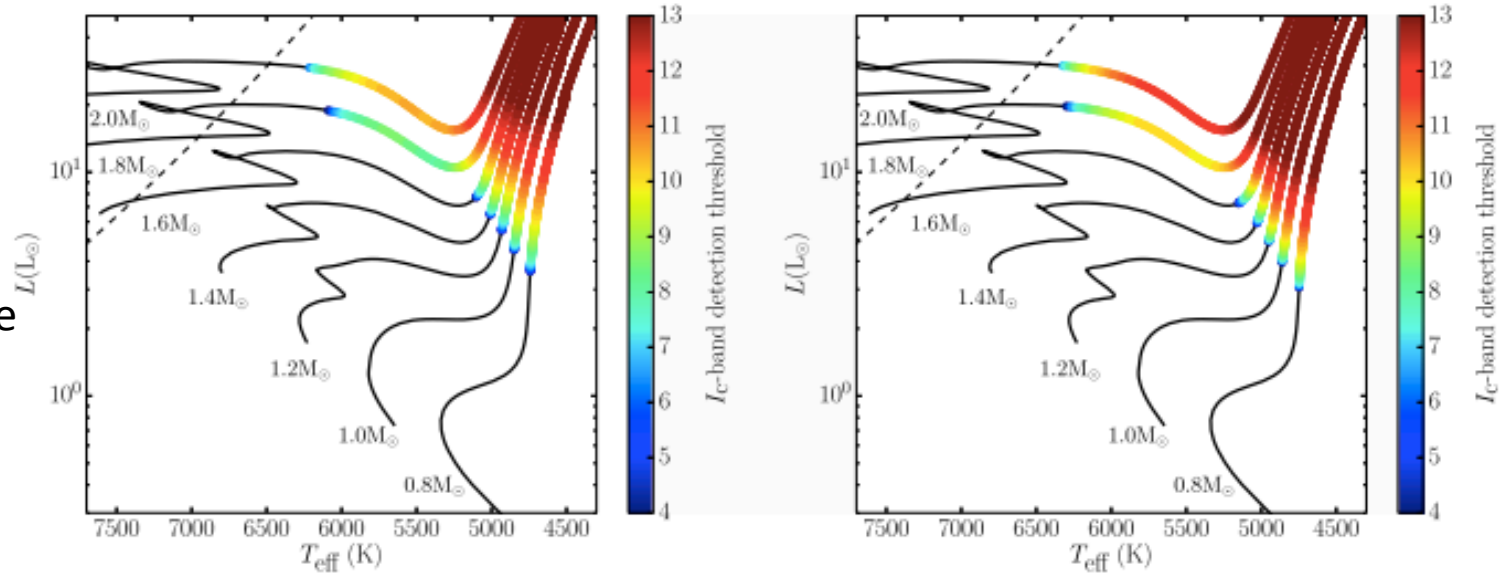 e
13
12
11
10
9
8
7
6
5
4
I_C-band detection threshold
10¹
10⁰
L(L⊙)
2.0M⊙
1.8M⊙
1.6M⊙
1.4M⊙
1.2M⊙
1.0M⊙
0.8M⊙
7500 7000 6500 6000 5500 5000 4500
T_eff (K)
13
12
11
10
9
8
7
6
5
4
I_C-band detection threshold
10¹
10⁰
L(L⊙)
2.0M⊙
1.8M⊙
1.6M⊙
1.4M⊙
1.2M⊙
1.0M⊙
0.8M⊙
7500 7000 6500 6000 5500 5000 4500
T_eff (K)